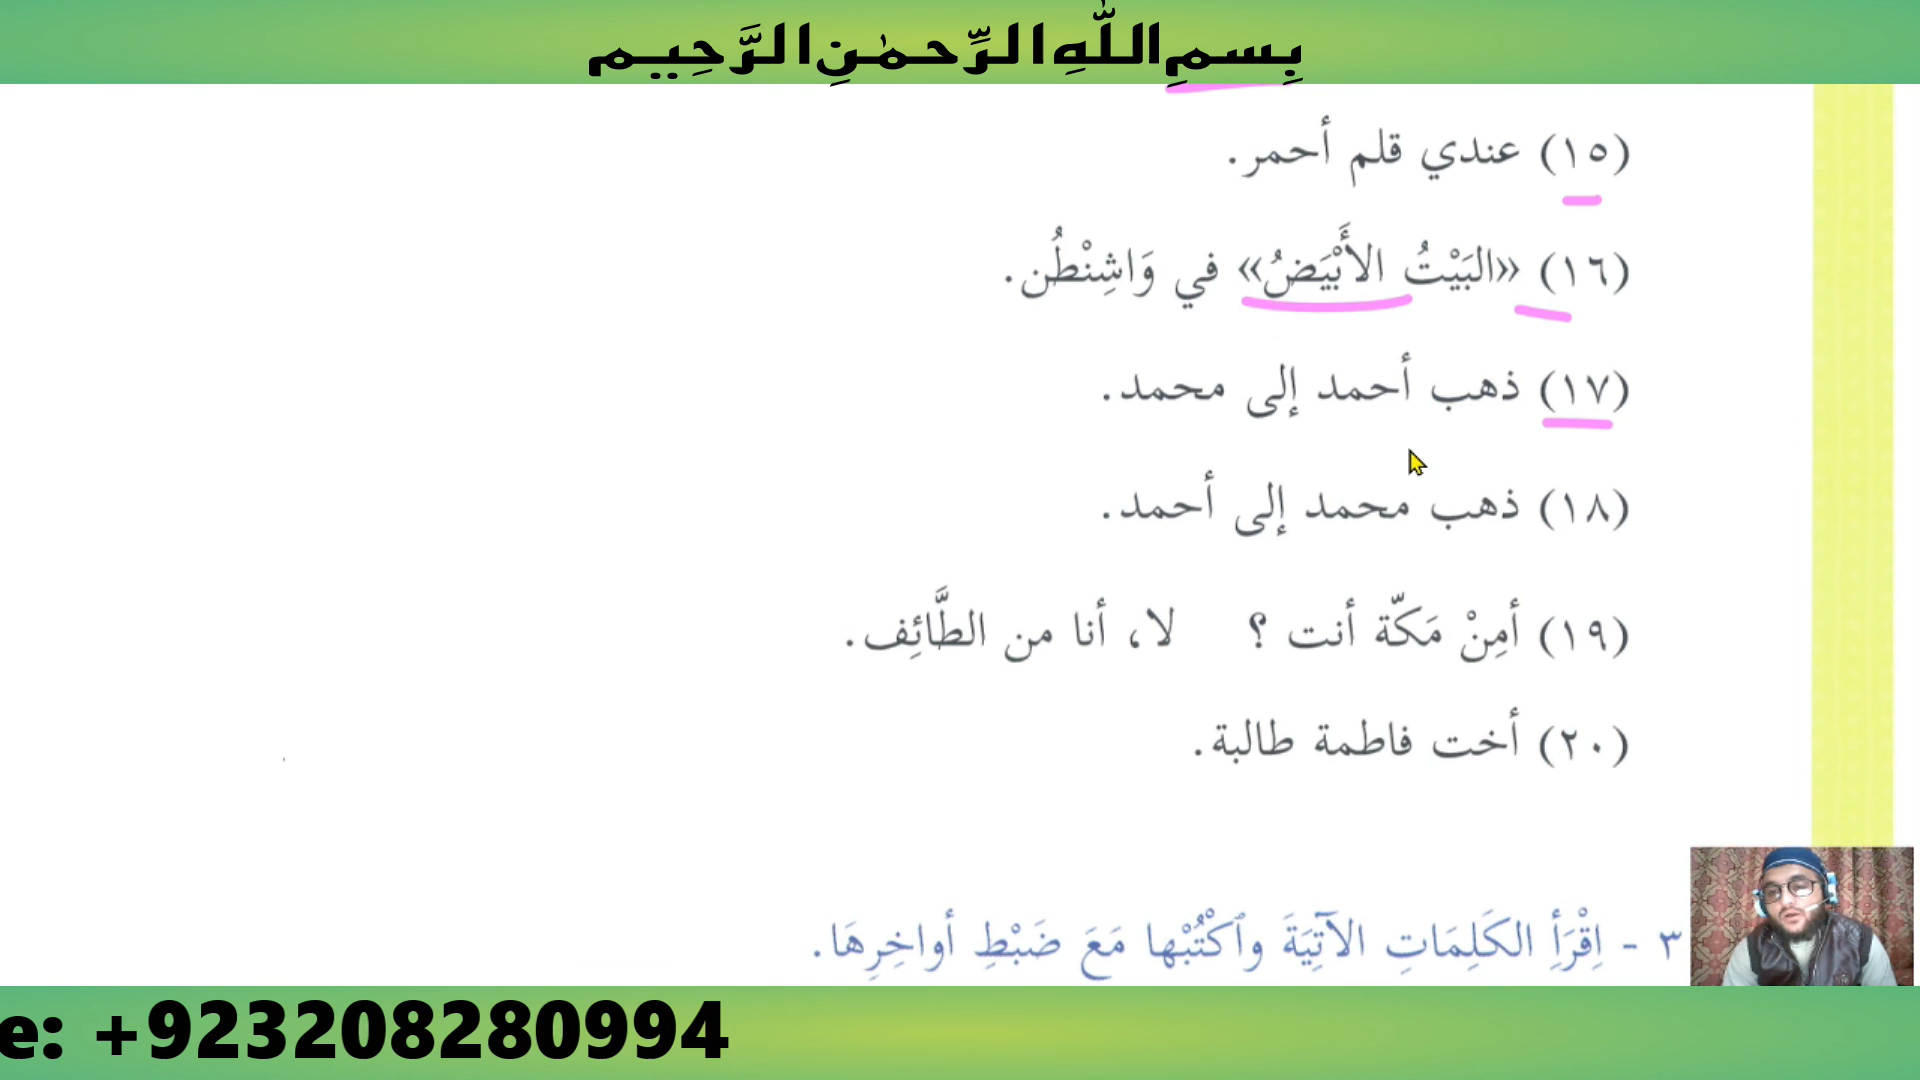 بِسمِ اللّٰهِ الرَّحمٰنِ الرَّحِيم
(١٥) عندي قلم أحمر.
(١٦) «البَيْتُ الأَبْيَضُ» في وَاشِنْطُن.
(١٧) ذهب أحمد إلى محمد.
(١٨) ذهب محمد إلى أحمد.
(١٩) أمِنْ مَكّة أنت ؟ لا، أنا من الطَّائِف.
(٢٠) أخت فاطمة طالبة.
٣ - اِقْرَأِ الكَلِمَاتِ الآتِيَةَ وٱكْتُبْها مَعَ ضَبْطِ أواخِرِهَا.
e: +923208280994